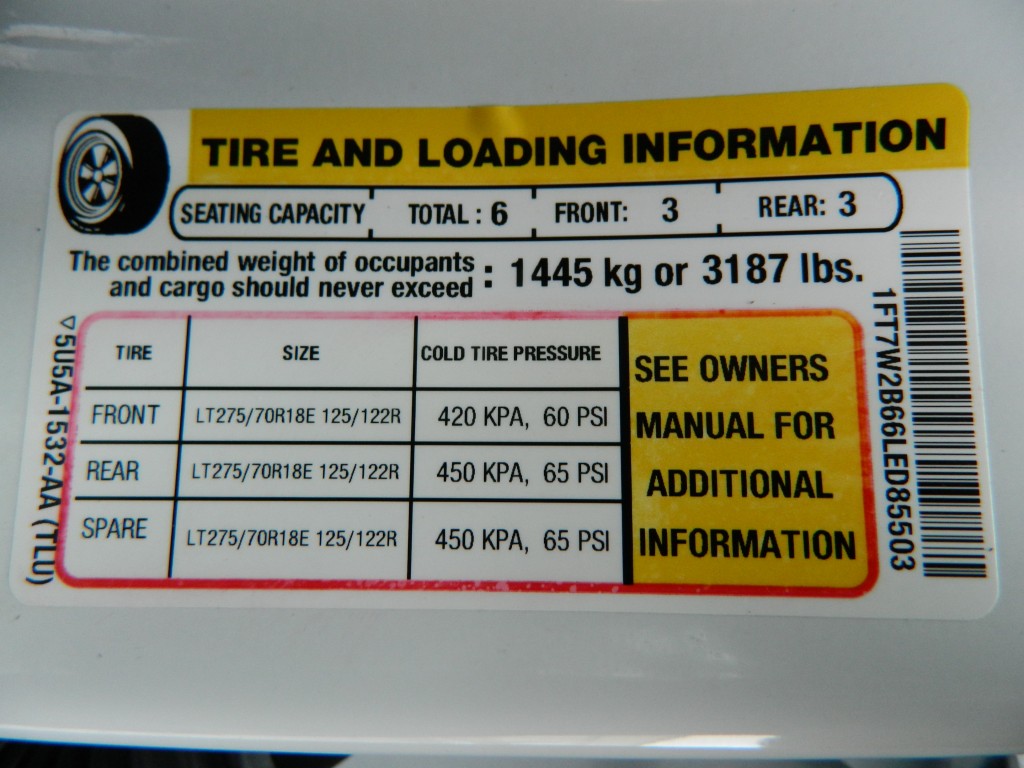 TIRE AND LOADING INFORMATION
SEATING CAPACITY TOTAL : 6 FRONT: 3 REAR: 3
The combined weight of occupants
and cargo should never exceed : 1445 kg or 3187 lbs.
TIRE SIZE COLD TIRE PRESSURE
FRONT LT275/70R18E 125/122R 420 KPA, 60 PSI
REAR LT275/70R18E 125/122R 450 KPA, 65 PSI
SPARE LT275/70R18E 125/122R 450 KPA, 65 PSI
SEE OWNERS
MANUAL FOR
ADDITIONAL
INFORMATION
5U5A-1532-AA (TLU)
1FT7W2B66LED85503